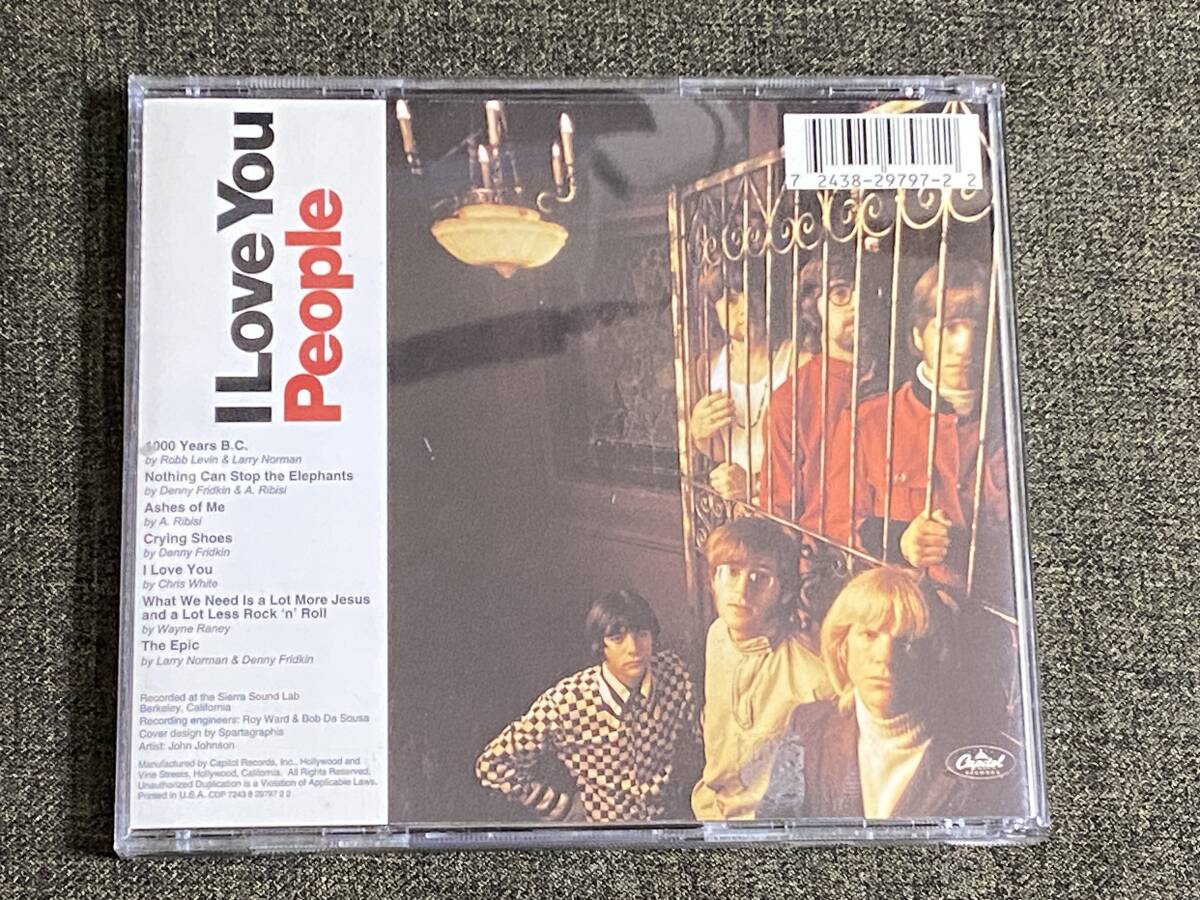 I Love You
People
1000 Years B.C.
by Robb Levin & Larry Norman
Nothing Can Stop the Elephants
by Denny Fridkin & A. Ribisi
Ashes of Me
by A. Ribisi
Crying Shoes
by Denny Fridkin
I Love You
by Chris White
What We Need Is a Lot More Jesus
and a Lot Less Rock 'n' Roll
by Wayne Raney
The Epic
by Larry Norman & Denny Fridkin
Recorded at the Sierra Sound Lab
Berkeley, California
Recording engineers: Roy Ward & Bob De Sousa
Cover design by Spartagraphis
Artist: John Johnson
Manufactured by Capitol Records, Inc., Hollywood and
Vine Streets, Hollywood, California. All Rights Reserved.
Unauthorized Duplication is a Violation of Applicable Laws.
Printed in U.S.A. CDP 7243 8 29797 2 2
7 2438-29797-2 2
Capitol
RECORDS